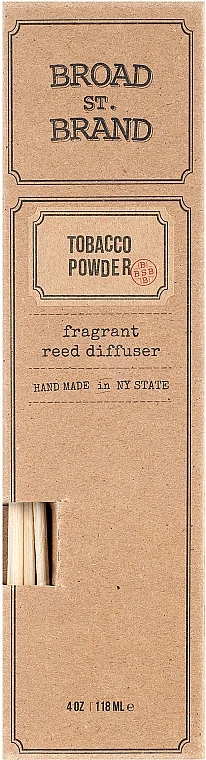 BROAD
ST.
BRAND
TOBACCO
POWDER
B
BSB
B
fragrant
reed diffuser
HAND MADE in NY STATE
4 OZ | 118 ML e